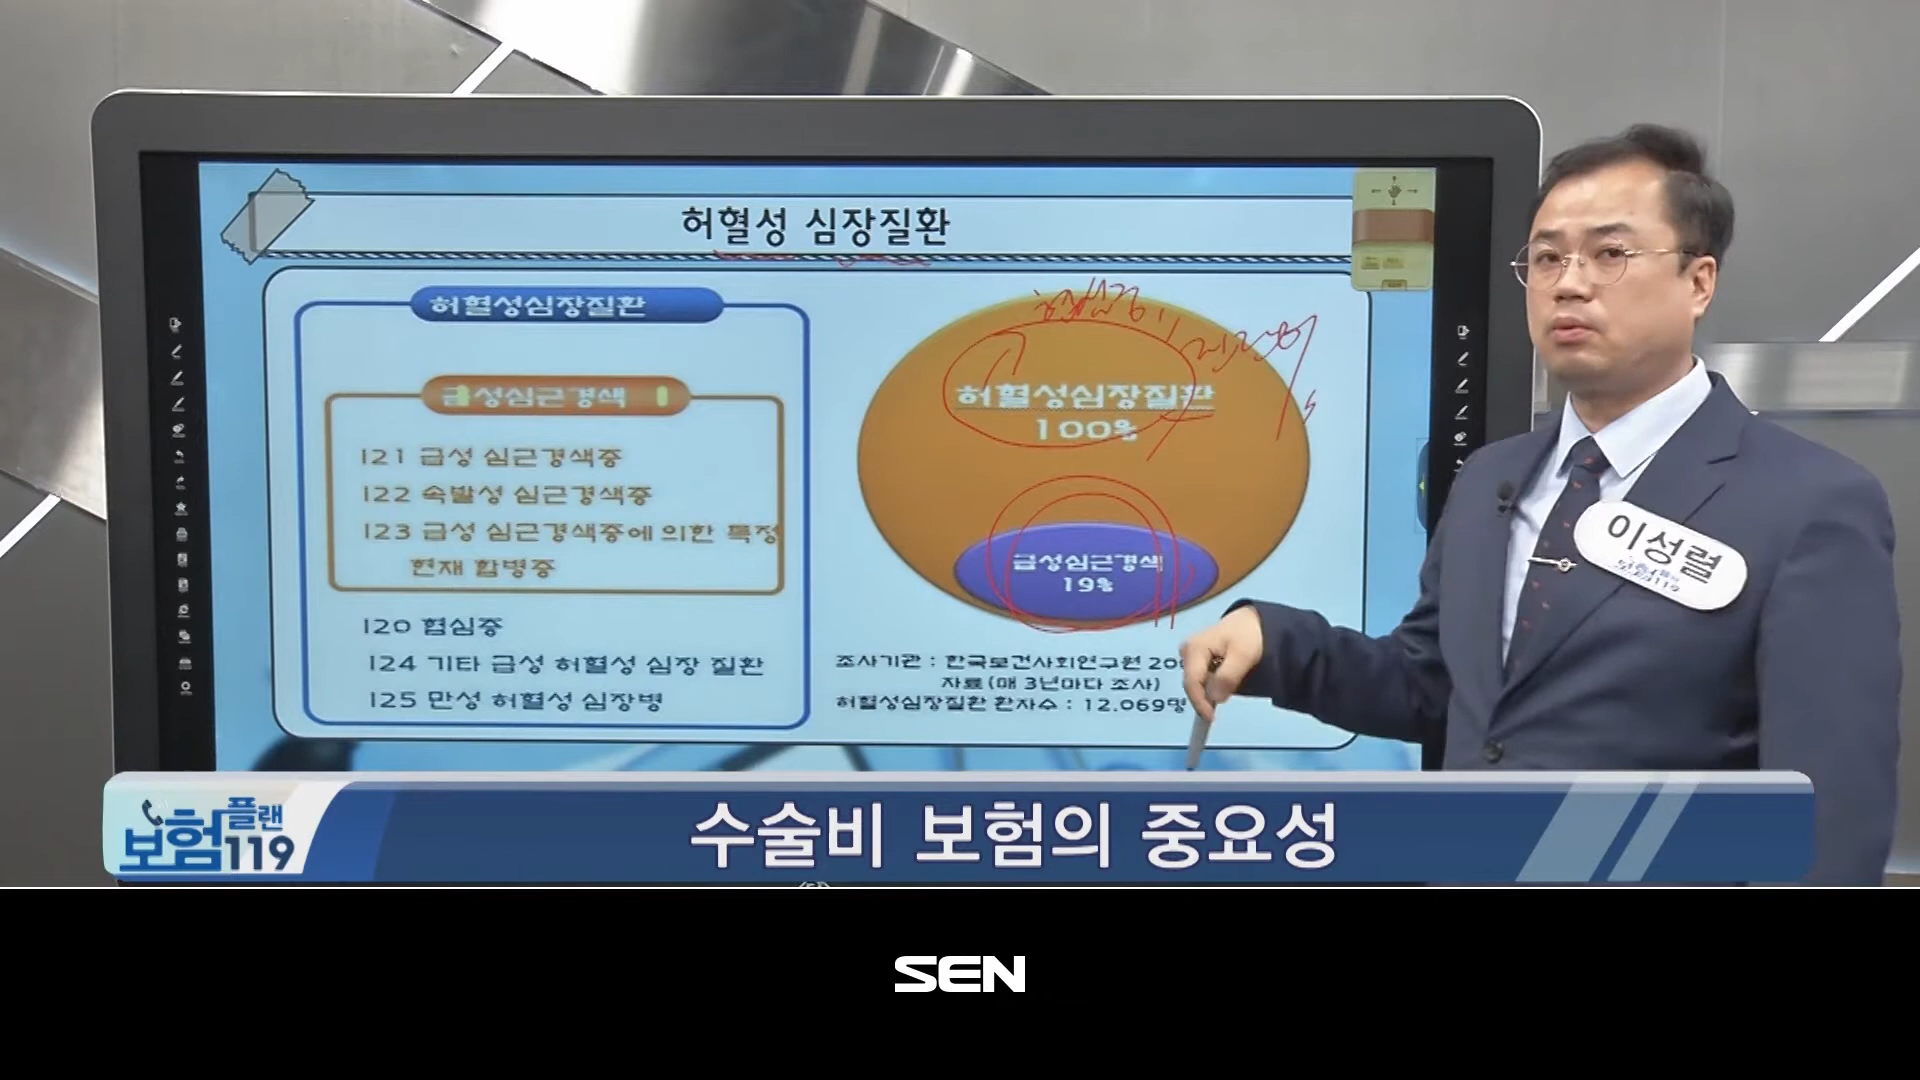 허혈성 심장질환
허혈성심장질환
급성심근경색
I21 급성 심근경색증
I22 속발성 심근경색증
I23 급성 심근경색증에 의한 특정
현재 합병증
I20 협심증
I24 기타 급성 허혈성 심장 질환
I25 만성 허혈성 심장병
허혈성심장질환
100%
급성심근경색
19%
조사기관 : 한국보건사회연구원
자료(매 3년마다 조사)
허혈성심장질환 환자수 : 12.069명
이성렬
보험플랜
119
수술비 보험의 중요성
SEN